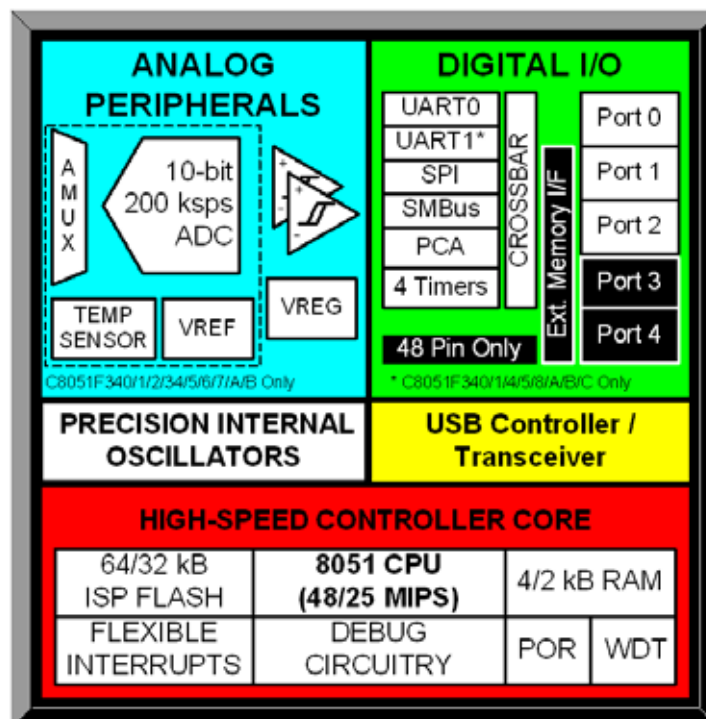 ANALOG
PERIPHERALS
AMUX
10-bit
200 ksps
ADC
+
-
+
-
TEMP
SENSOR
VREF
VREG
C8051F340/1/2/34/5/6/7/A/B Only
DIGITAL I/O
UART0
UART1*
SPI
SMBus
PCA
4 Timers
CROSSBAR
Ext. Memory I/F
Port 0
Port 1
Port 2
Port 3
Port 4
48 Pin Only
* C8051F340/1/4/5/8/A/B/C Only
PRECISION INTERNAL
OSCILLATORS
USB Controller /
Transceiver
HIGH-SPEED CONTROLLER CORE
64/32 kB
ISP FLASH
8051 CPU
(48/25 MIPS)
4/2 kB RAM
FLEXIBLE
INTERRUPTS
DEBUG
CIRCUITRY
POR
WDT